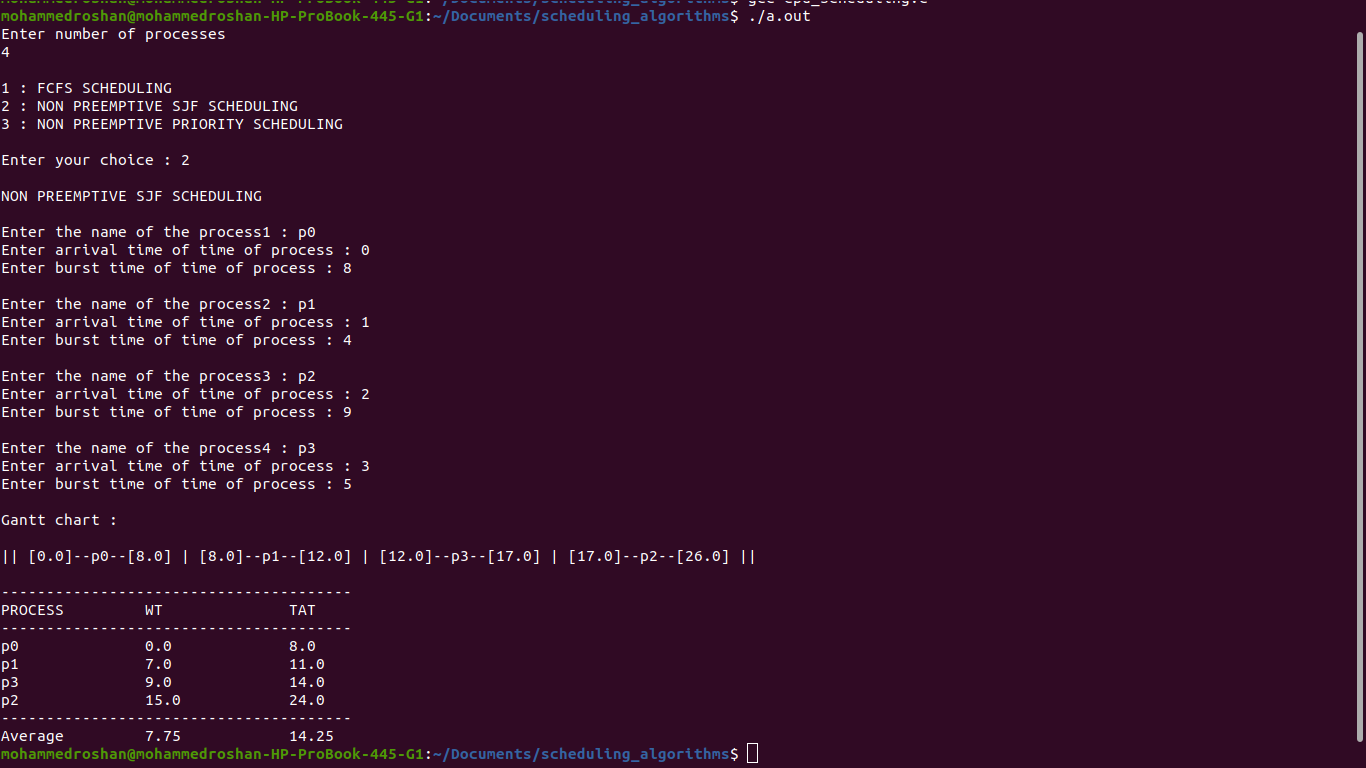 mohammedroshan@mohammedroshan-HP-ProBook-445-G1:~/Documents/scheduling_algorithms$ ./a.out
Enter number of processes
4
1 : FCFS SCHEDULING
2 : NON PREEMPTIVE SJF SCHEDULING
3 : NON PREEMPTIVE PRIORITY SCHEDULING
Enter your choice : 2
NON PREEMPTIVE SJF SCHEDULING
Enter the name of the process1 : p0
Enter arrival time of time of process : 0
Enter burst time of time of process : 8
Enter the name of the process2 : p1
Enter arrival time of time of process : 1
Enter burst time of time of process : 4
Enter the name of the process3 : p2
Enter arrival time of time of process : 2
Enter burst time of time of process : 9
Enter the name of the process4 : p3
Enter arrival time of time of process : 3
Enter burst time of time of process : 5
Gantt chart :
|| [0.0]--p0--[8.0] | [8.0]--p1--[12.0] | [12.0]--p3--[17.0] | [17.0]--p2--[26.0] ||
---------------------------------------
PROCESS         WT              TAT
---------------------------------------
p0              0.0             8.0
p1              7.0             11.0
p3              9.0             14.0
p2              15.0            24.0
---------------------------------------
Average         7.75            14.25
mohammedroshan@mohammedroshan-HP-ProBook-445-G1:~/Documents/scheduling_algorithms$